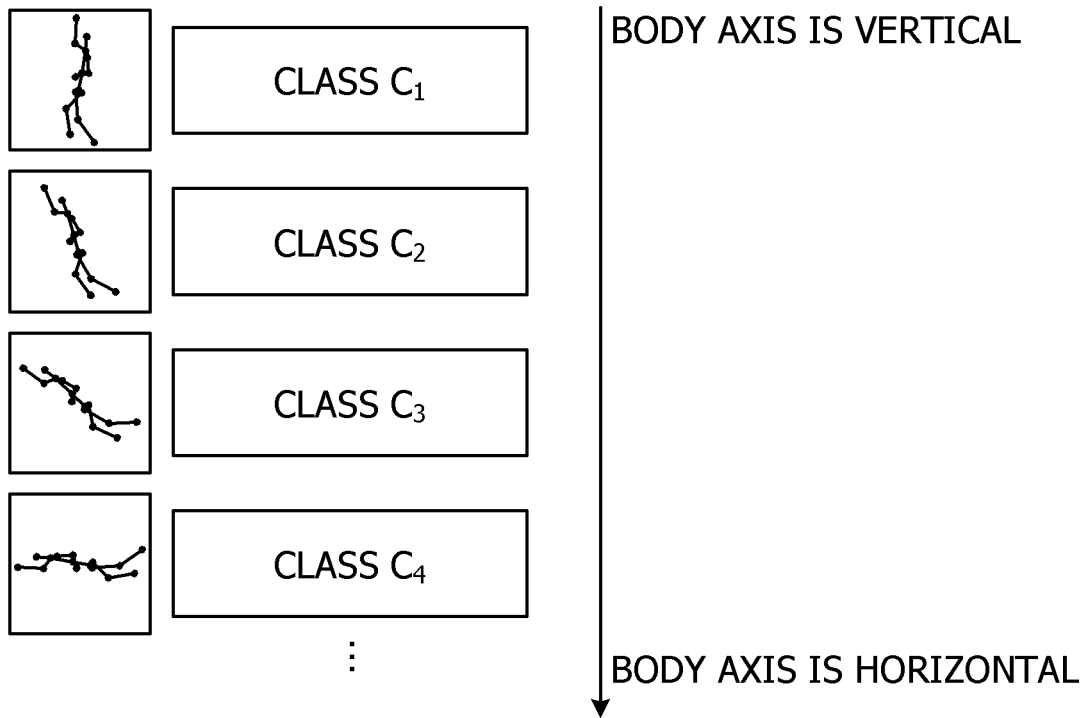 BODY AXIS IS VERTICAL
CLASS C₁
CLASS C₂
CLASS C₃
CLASS C₄
⋮
BODY AXIS IS HORIZONTAL